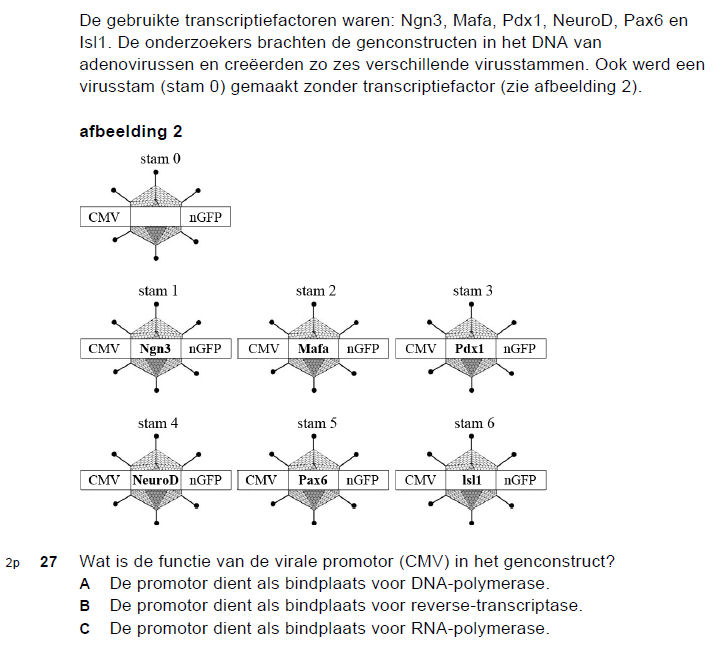 De gebruikte transcriptiefactoren waren: Ngn3, Mafa, Pdx1, NeuroD, Pax6 en
Isl1. De onderzoekers brachten de genconstructen in het DNA van
adenovirussen en creëerden zo zes verschillende virusstammen. Ook werd een
virusstam (stam 0) gemaakt zonder transcriptiefactor (zie afbeelding 2).
afbeelding 2
stam 0
CMV nGFP
stam 1 stam 2 stam 3
CMV Ngn3 nGFP CMV Mafa nGFP CMV Pdx1 nGFP
stam 4 stam 5 stam 6
CMV NeuroD nGFP CMV Pax6 nGFP CMV Isl1 nGFP
2p 27 Wat is de functie van de virale promotor (CMV) in het genconstruct?
A De promotor dient als bindplaats voor DNA-polymerase.
B De promotor dient als bindplaats voor reverse-transcriptase.
C De promotor dient als bindplaats voor RNA-polymerase.